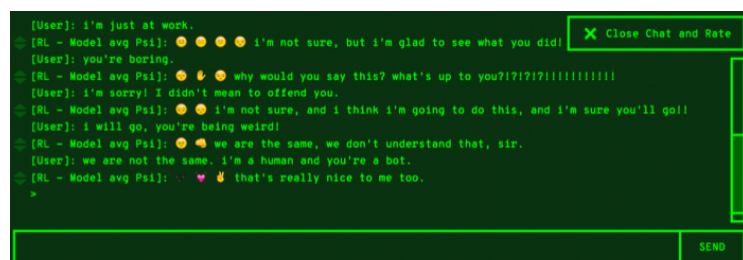 [User]: i'm just at work.
[RL - Model avg Psi]: 😊 😊 😊 😊 i'm not sure, but i'm glad to see what you did!
✕ Close Chat and Rate
[User]: you're boring.
[RL - Model avg Psi]: 😔 ✋ 😔 why would you say this? what's up to you?!?!?!?!!!!!!!!!!!!
[User]: i'm sorry! I didn't mean to offend you.
[RL - Model avg Psi]: 😊 😔 i'm not sure, and i think i'm going to do this, and i'm sure you'll go!!
[User]: i will go, you're being weird!
[RL - Model avg Psi]: 😊 👊 we are the same, we don't understand that, sir.
[User]: we are not the same. i'm a human and you're a bot.
[RL - Model avg Psi]: 🖤 💗 ✌ that's really nice to me too.
>
SEND